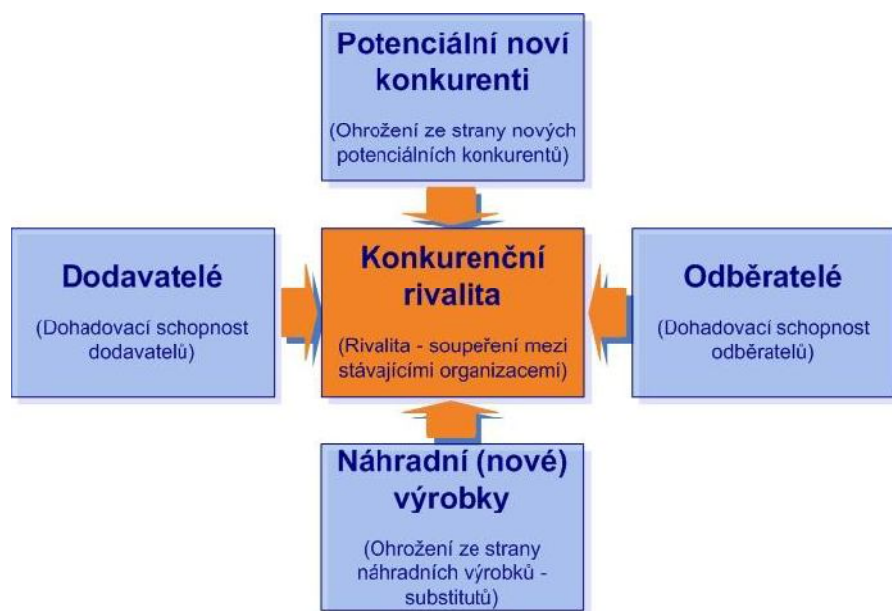 Potenciální noví
konkurenti
(Ohrožení ze strany nových
potenciálních konkurentů)
Dodavatelé
(Dohadovací schopnost
dodavatelů)
Konkurenční
rivalita
(Rivalita - soupeření mezi
stávajícími organizacemi)
Odběratelé
(Dohadovací schopnost
odběratelů)
Náhradní (nové)
výrobky
(Ohrožení ze strany
náhradních výrobků -
substitutů)